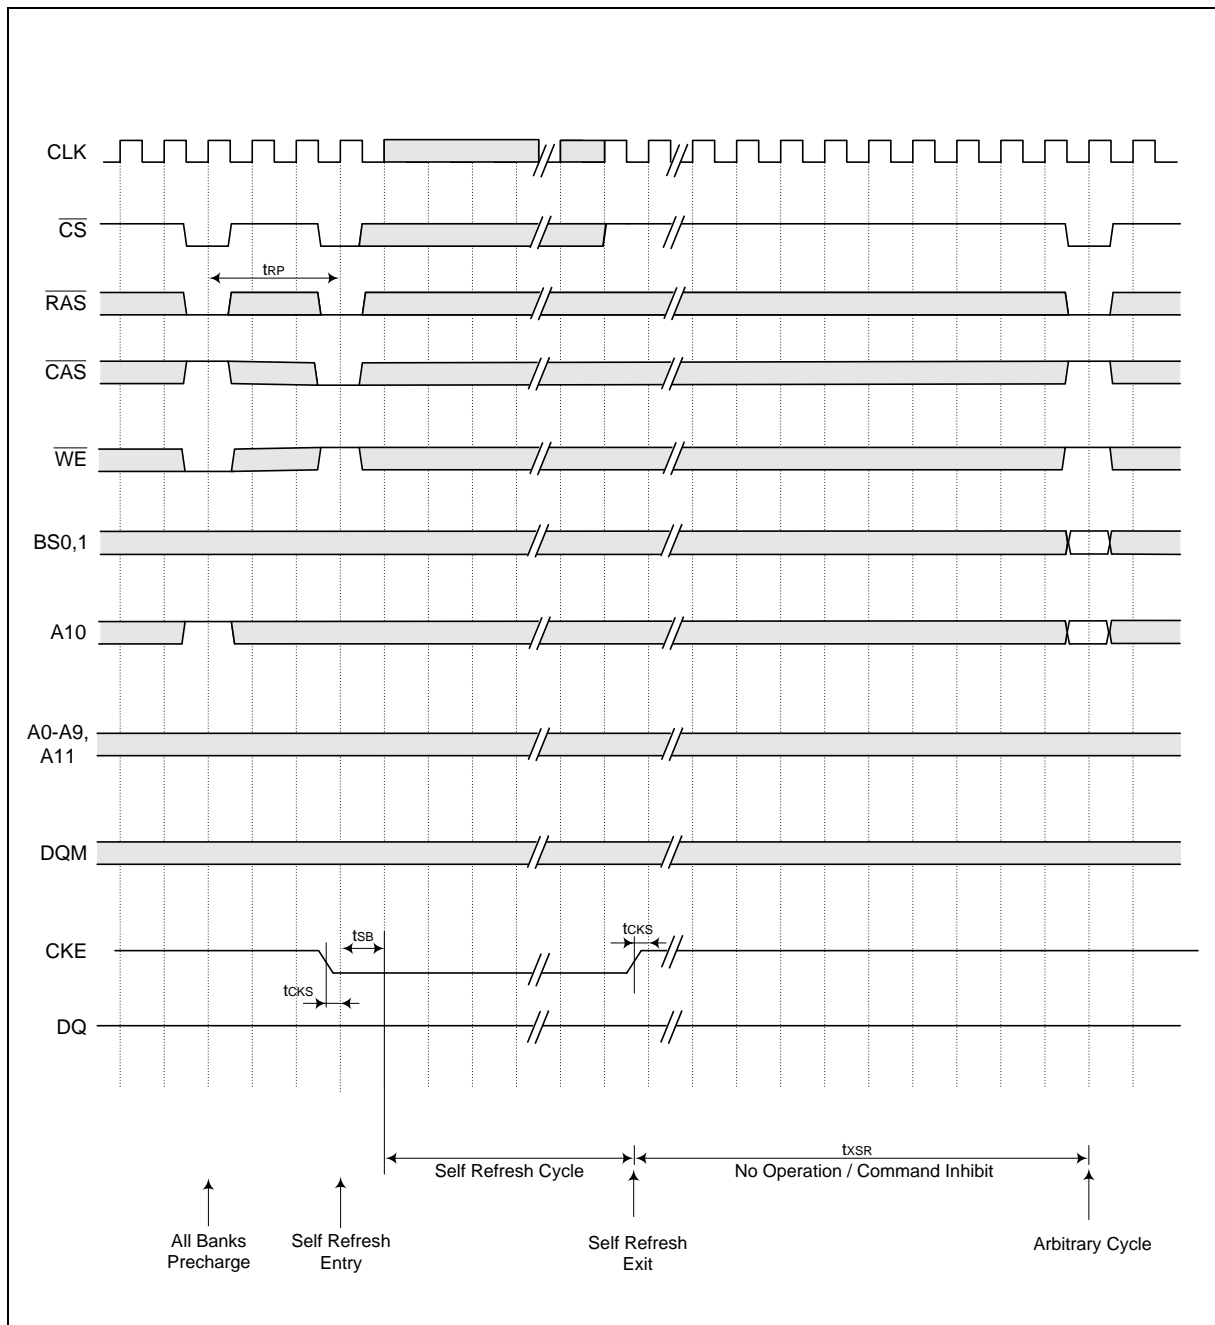 CLK
CS
tRP
RAS
CAS
WE
BS0,1
A10
A0-A9,
A11
DQM
tSB
tCKS
CKE
tCKS
DQ
tXSR
Self Refresh Cycle
No Operation / Command Inhibit
All Banks
Precharge
Self Refresh
Entry
Self Refresh
Exit
Arbitrary Cycle